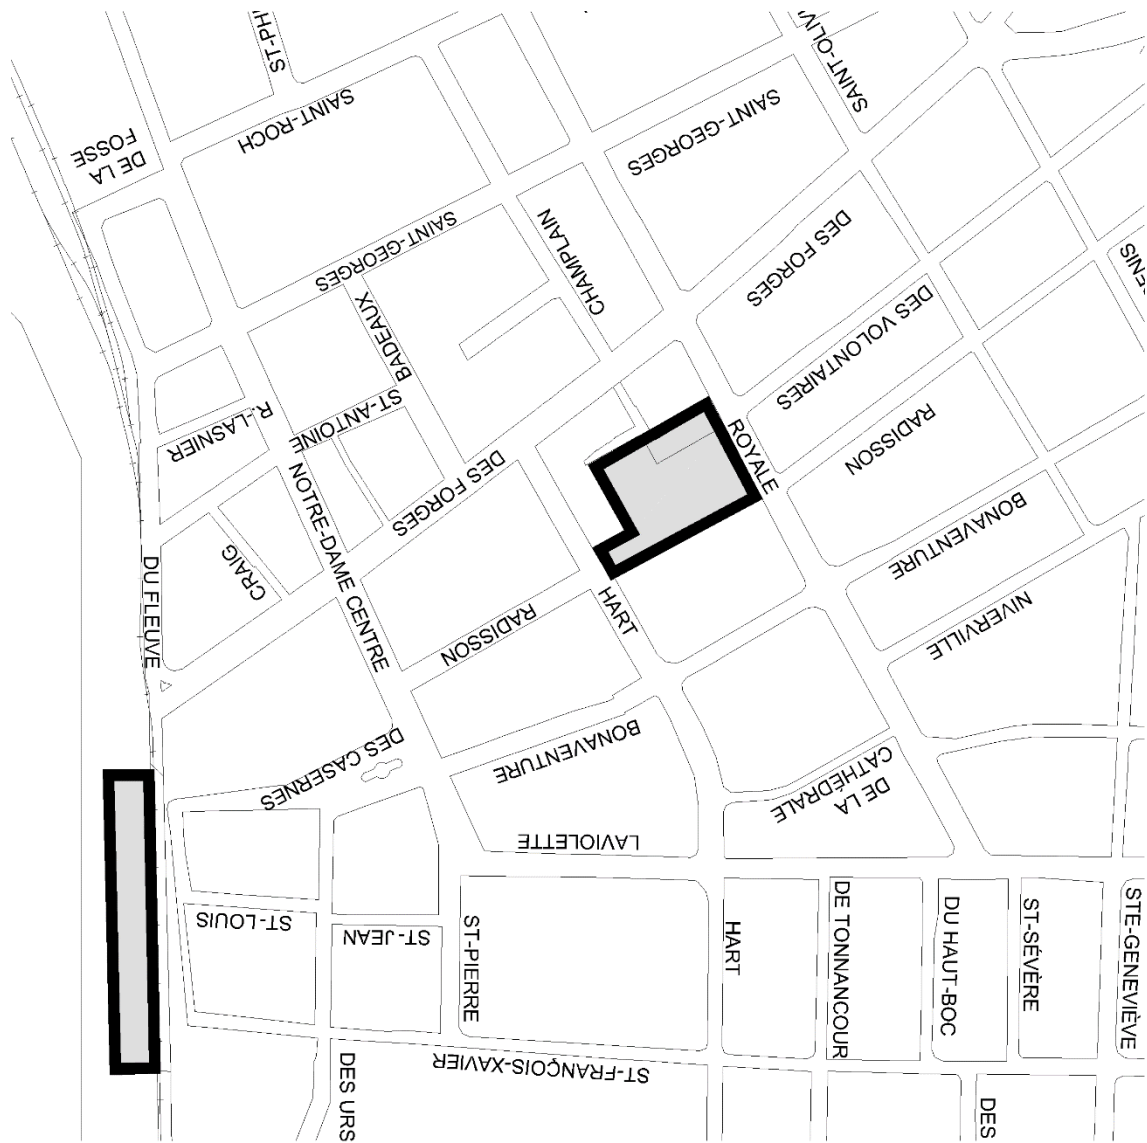 ST-PH
SAINT-OLIV
SAINT-
SAINT-ROCH
SAINT-GEORGES
DE LA
FOSSE
SAINT-GEORGES
CHAMPLAIN
DES FORGES
DES VOLONTAIRES
BADEAUX
ST-ANTOINE
R.-LASNIER
RADISSON
ROYALE
DES FORGES
NOTRE-DAME CENTRE
BONAVENTURE
CRAIG
DU FLEUVE
HART
RADISSON
NIVERVILLE
DES CASERNES
BONAVENTURE
DE LA
CATHÉDRALE
LAVIOLETTE
ST-LOUIS
ST-JEAN
ST-PIERRE
HART
DE TONNANCOUR
DU HAUT-BOC
ST-SÉVÈRE
STE-GENEVIÈVE
ST-FRANÇOIS-XAVIER
DES URS
DES